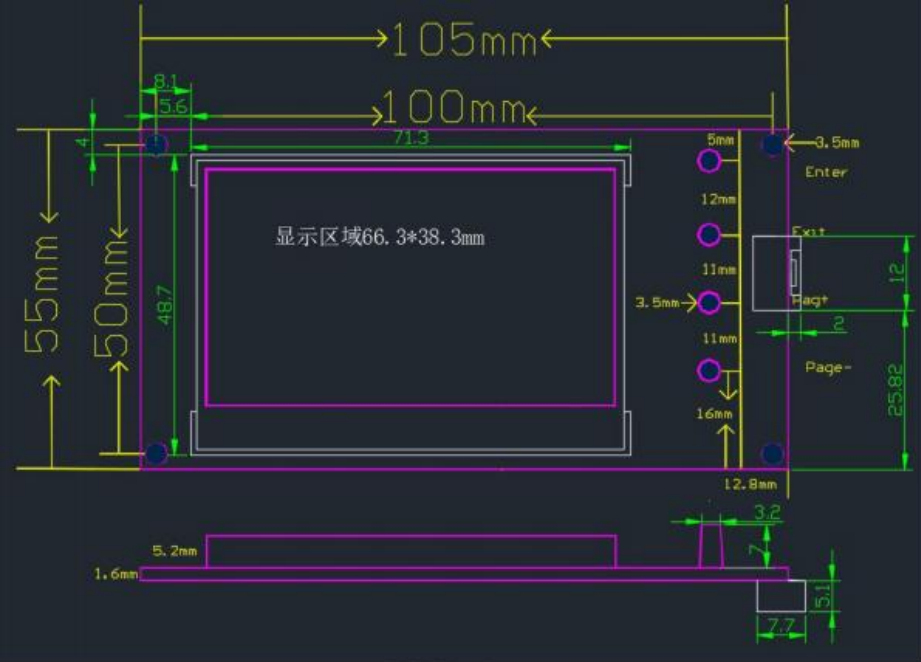 105mm
8.1
5.6
100mm
4
71.3
5mm
3.5mm
Enter
显示区域66.3*38.3mm
12mm
Exit
11mm
12
55mm
50mm
48.7
3.5mm
Pag+
2
11mm
Page-
25.82
16mm
12.8mm
3.2
5.2mm
7
1.6mm
5.1
7.7